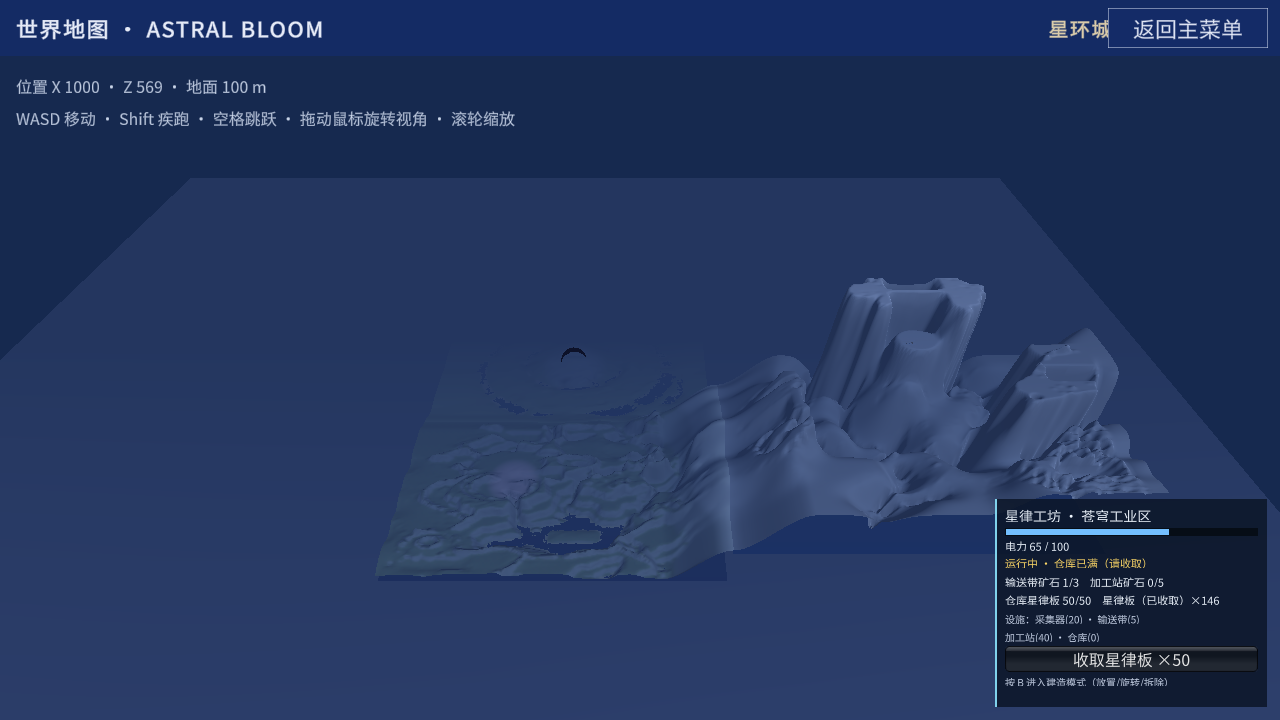 世界地图 · ASTRAL BLOOM
星环城
返回主菜单
位置 X 1000 · Z 569 · 地面 100 m
WASD 移动 · Shift 疾跑 · 空格跳跃 · 拖动鼠标旋转视角 · 滚轮缩放
星律工坊 · 苍穹工业区
电力 65 / 100
运行中 · 仓库已满（请收取）
输送带矿石 1/3 加工站矿石 0/5
仓库星律板 50/50 星律板（已收取）×146
设施：采集器(20) · 输送带(5)
加工站(40) · 仓库(0)
收取星律板 ×50
按 B 进入建造模式（放置/旋转/拆除）